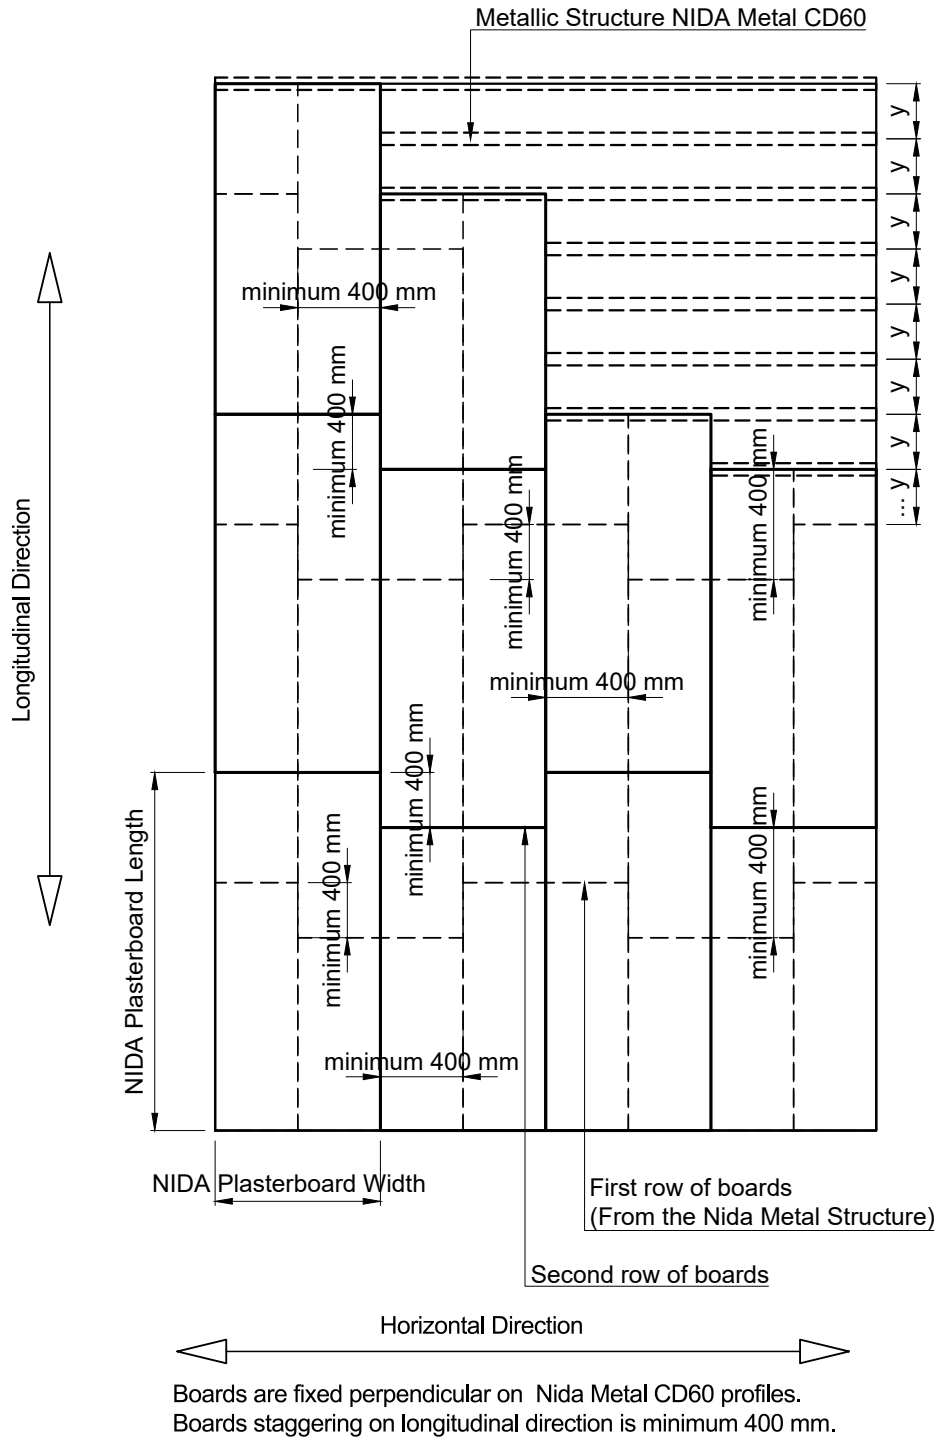 Metallic Structure NIDA Metal CD60
y
y
y
y
y
y
y
... y
minimum 400 mm
minimum 400 mm
minimum 400 mm
minimum 400 mm
Longitudinal Direction
minimum 400 mm
minimum 400 mm
minimum 400 mm
minimum 400 mm
NIDA Plasterboard Length
minimum 400 mm
NIDA Plasterboard Width
First row of boards
(From the Nida Metal Structure)
Second row of boards
Horizontal Direction
Boards are fixed perpendicular on Nida Metal CD60 profiles.
Boards staggering on longitudinal direction is minimum 400 mm.